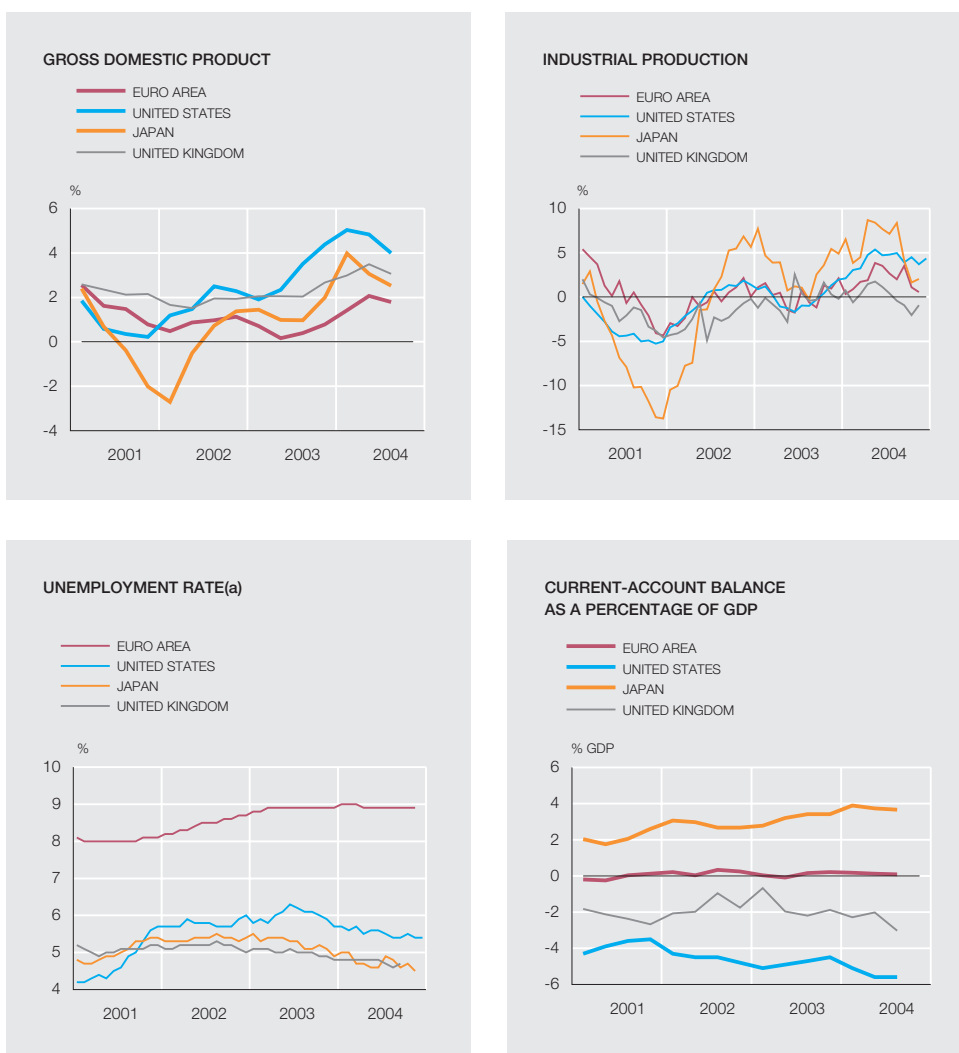 GROSS DOMESTIC PRODUCT
EURO AREA
UNITED STATES
JAPAN
UNITED KINGDOM
%
6
4
2
0
-2
-4
2001 2002 2003 2004
INDUSTRIAL PRODUCTION
EURO AREA
UNITED STATES
JAPAN
UNITED KINGDOM
%
10
5
0
-5
-10
-15
2001 2002 2003 2004
UNEMPLOYMENT RATE(a)
EURO AREA
UNITED STATES
JAPAN
UNITED KINGDOM
%
10
9
8
7
6
5
4
2001 2002 2003 2004
CURRENT-ACCOUNT BALANCE
AS A PERCENTAGE OF GDP
EURO AREA
UNITED STATES
JAPAN
UNITED KINGDOM
% GDP
6
4
2
0
-2
-4
-6
2001 2002 2003 2004